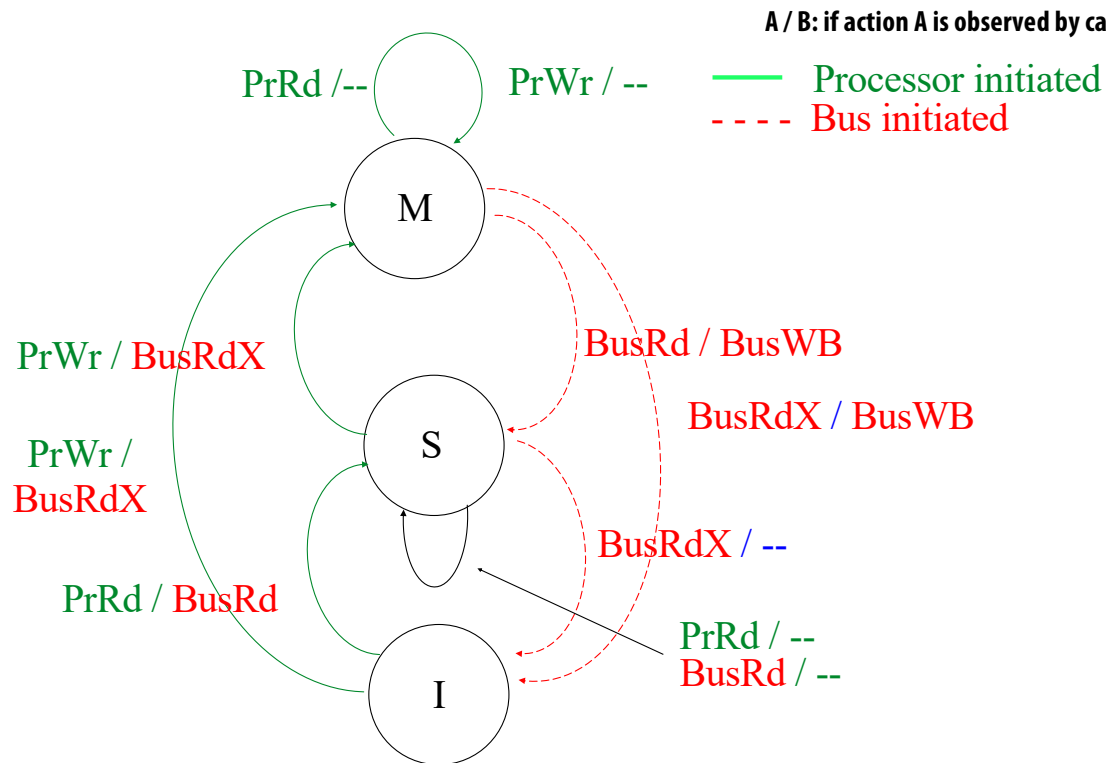 A / B: if action A is observed by ca
PrRd /--
PrWr / --
Processor initiated
- - - - Bus initiated
M
BusRd / BusWB
PrWr / BusRdX
BusRdX / BusWB
S
PrWr /
BusRdX
BusRdX / --
PrRd / BusRd
PrRd / --
BusRd / --
I